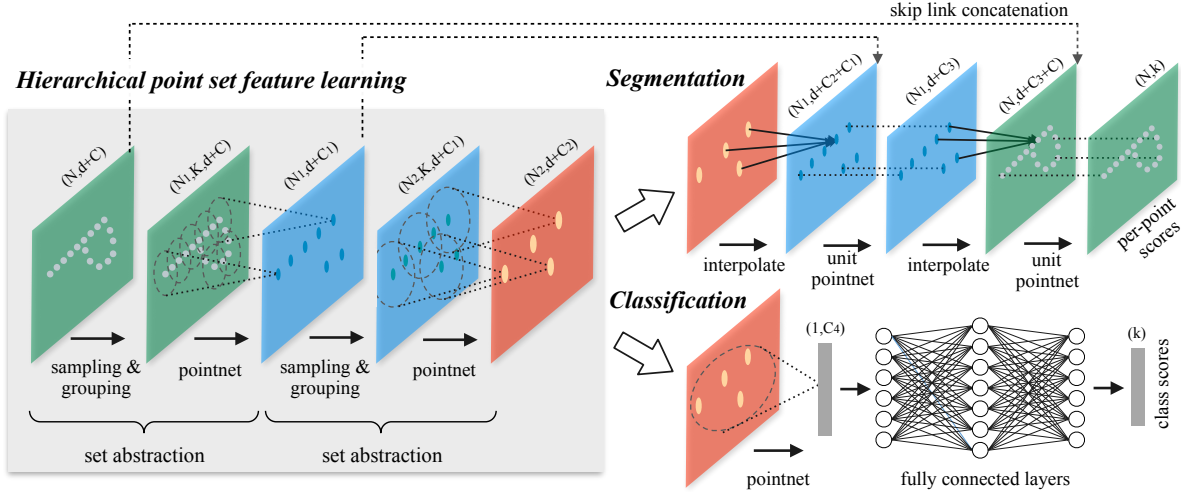 skip link concatenation
Hierarchical point set feature learning
(N,d+C)
(N1,K,d+C)
(N1,d+C1)
(N2,K,d+C1)
(N2,d+C2)
sampling &
grouping
pointnet
sampling &
grouping
pointnet
set abstraction
set abstraction
Segmentation
(N1,d+C2+C1)
(N1,d+C3)
(N,d+C3+C)
(N,k)
interpolate
unit
pointnet
interpolate
unit
pointnet
per-point
scores
Classification
(1,C4)
(k)
class scores
pointnet
fully connected layers